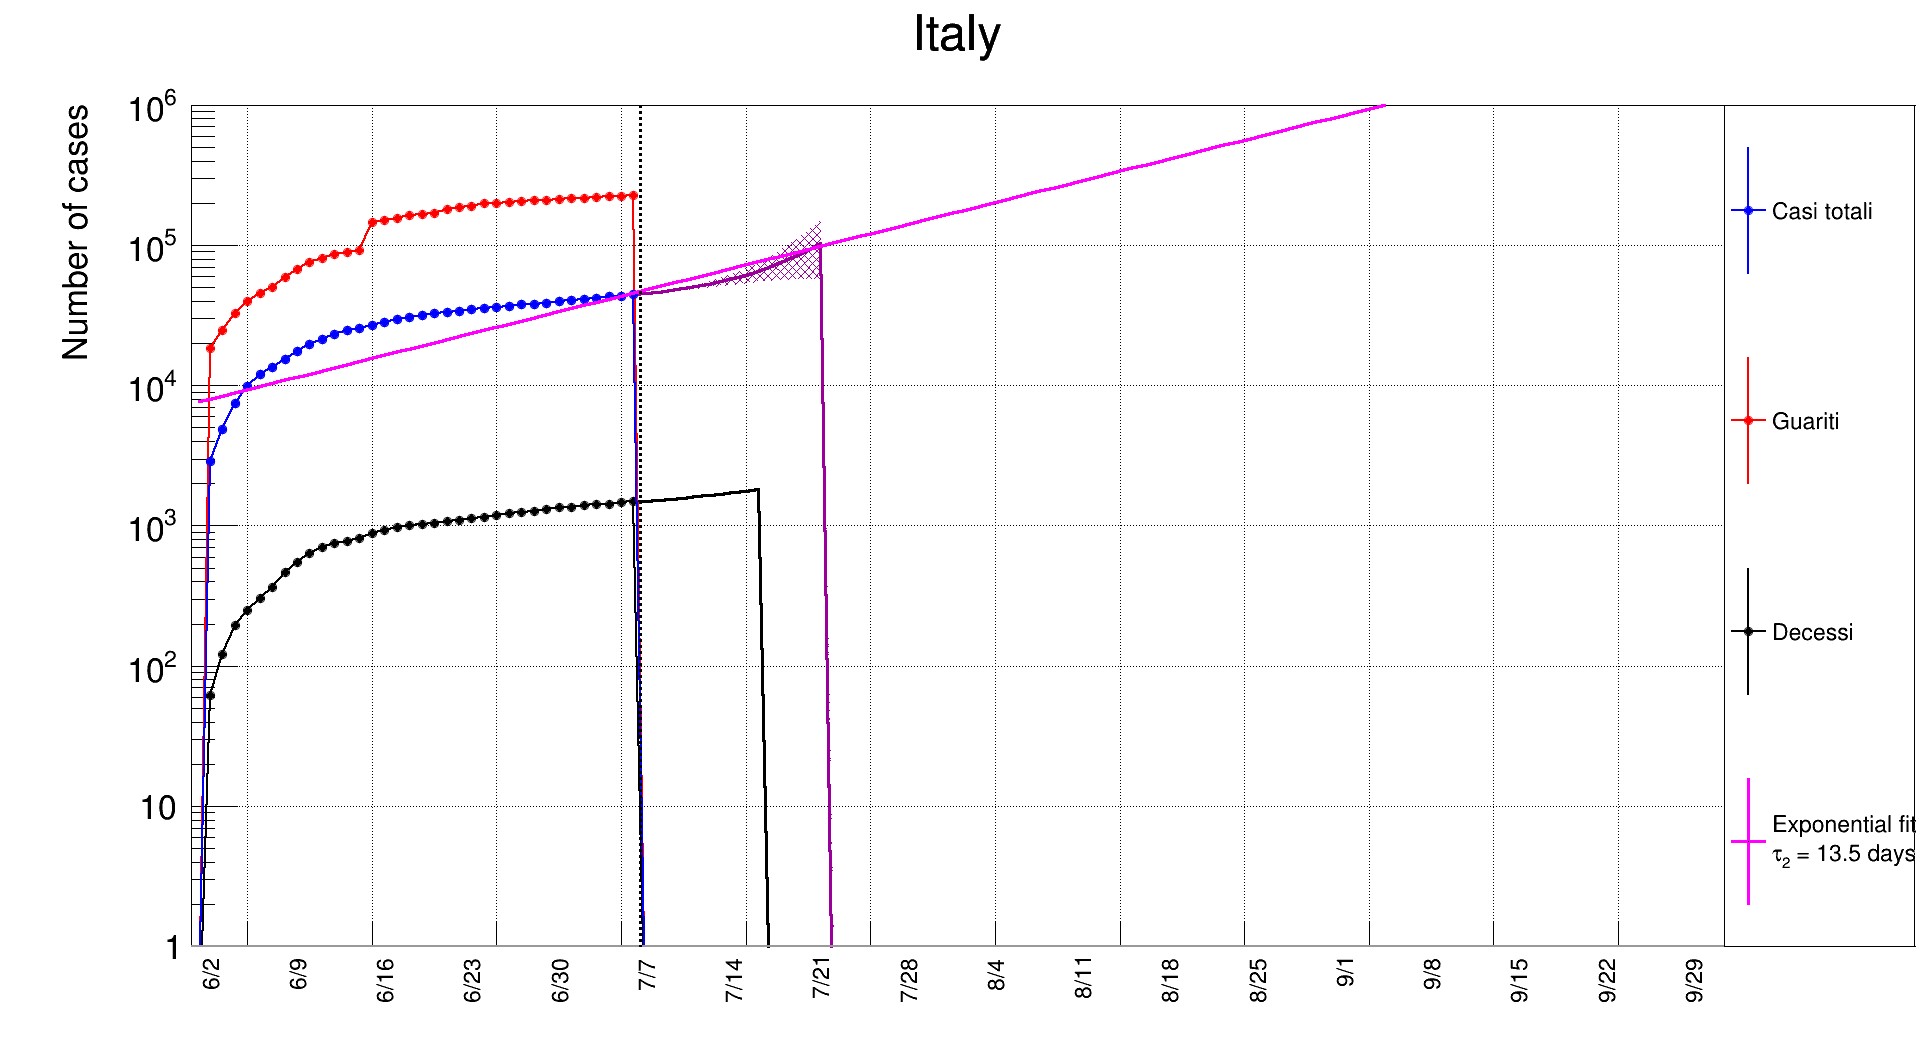 Italy
Number of cases
10^6
10^5
10^4
10^3
10^2
10
1
6/2 6/9 6/16 6/23 6/30 7/7 7/14 7/21 7/28 8/4 8/11 8/18 8/25 9/1 9/8 9/15 9/22 9/29
Casi totali
Guariti
Decessi
Exponential fit
τ₂ = 13.5 days